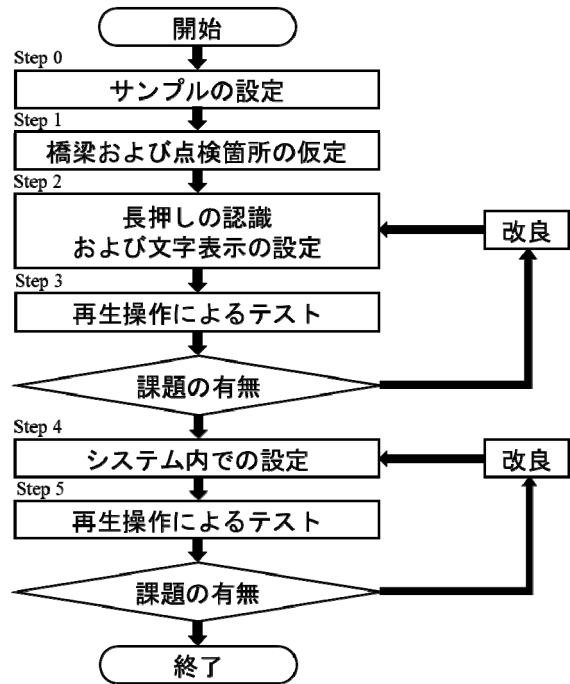 開始
Step 0
サンプルの設定
Step 1
橋梁および点検箇所の仮定
Step 2
長押しの認識
および文字表示の設定
改良
Step 3
再生操作によるテスト
課題の有無
Step 4
システム内での設定
改良
Step 5
再生操作によるテスト
課題の有無
終了